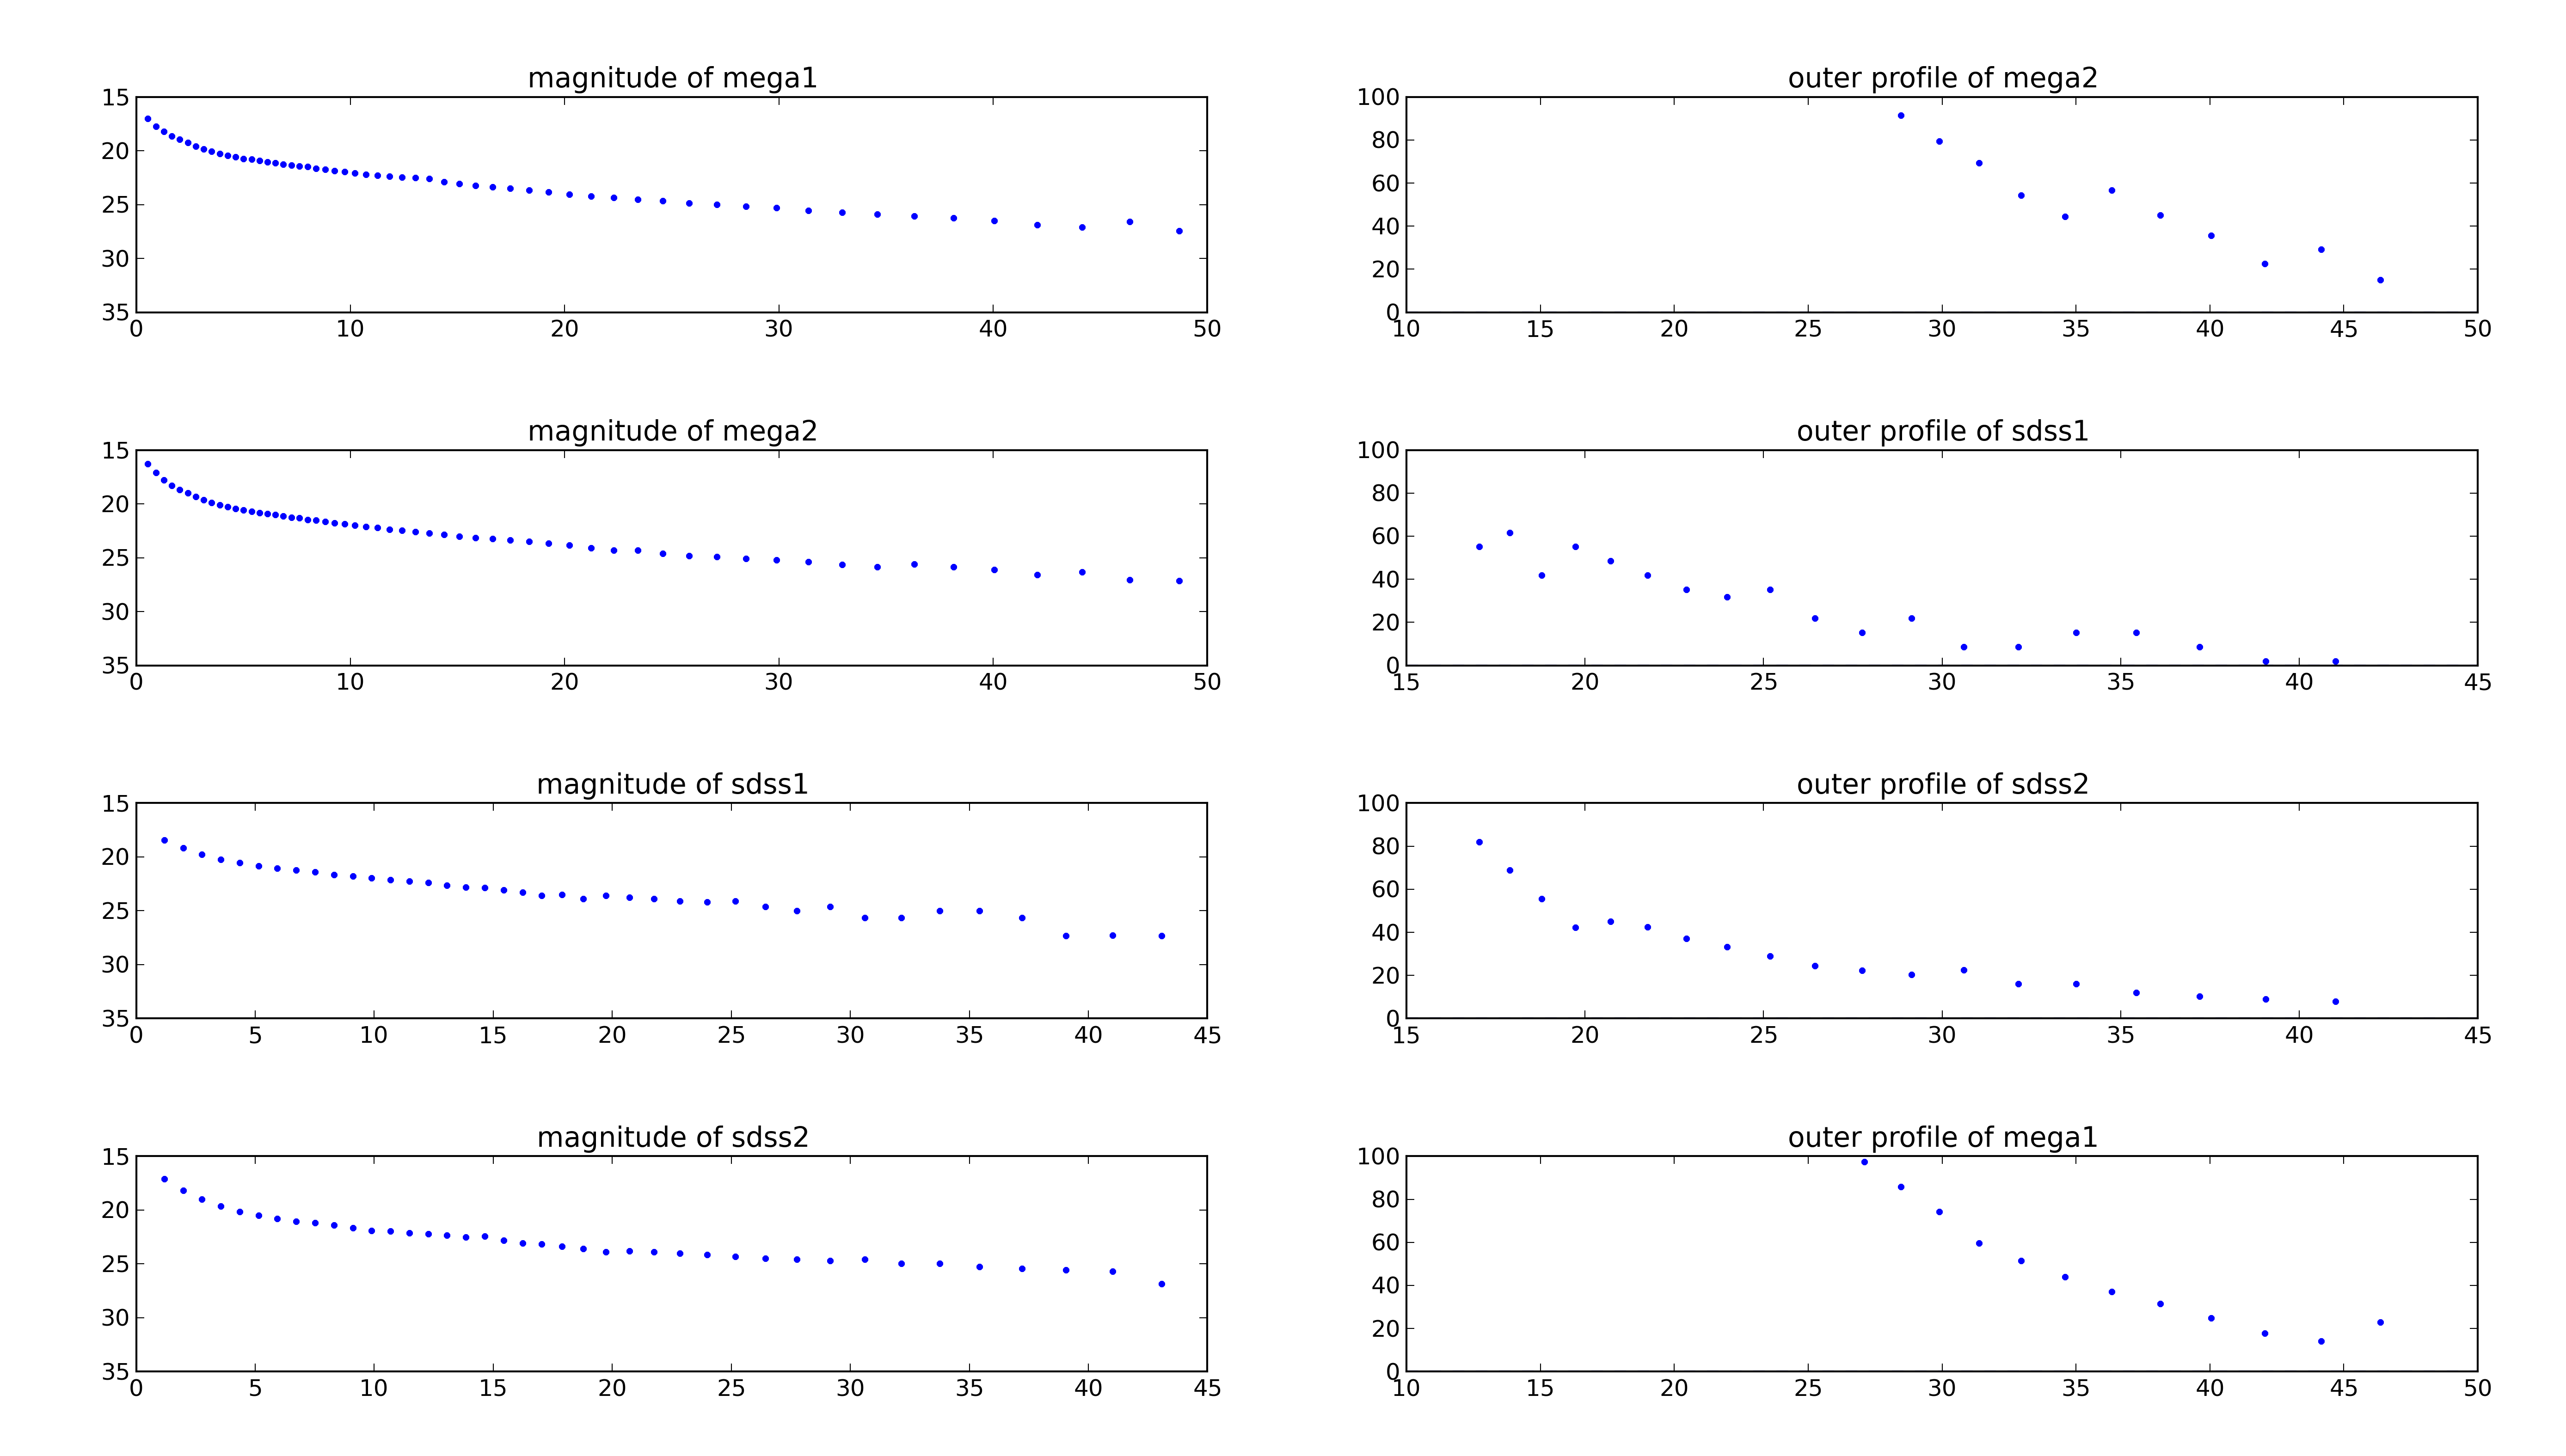 magnitude of mega1
15
20
25
30
35
0 10 20 30 40 50
outer profile of mega2
100
80
60
40
20
0
10 15 20 25 30 35 40 45 50
magnitude of mega2
15
20
25
30
35
0 10 20 30 40 50
outer profile of sdss1
100
80
60
40
20
0
15 20 25 30 35 40 45
magnitude of sdss1
15
20
25
30
35
0 5 10 15 20 25 30 35 40 45
outer profile of sdss2
100
80
60
40
20
0
15 20 25 30 35 40 45
magnitude of sdss2
15
20
25
30
35
0 5 10 15 20 25 30 35 40 45
outer profile of mega1
100
80
60
40
20
0
10 15 20 25 30 35 40 45 50